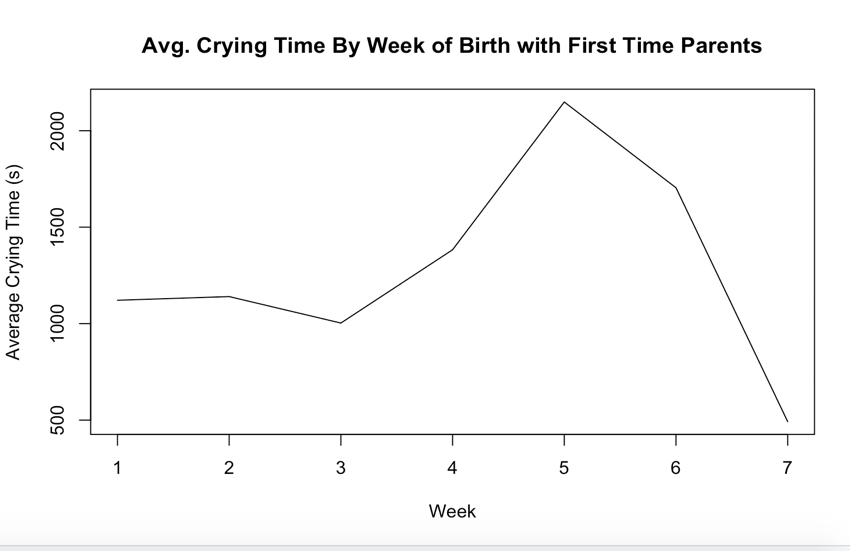 Avg. Crying Time By Week of Birth with First Time Parents
Average Crying Time (s)
2000
1500
1000
500
1 2 3 4 5 6 7
Week